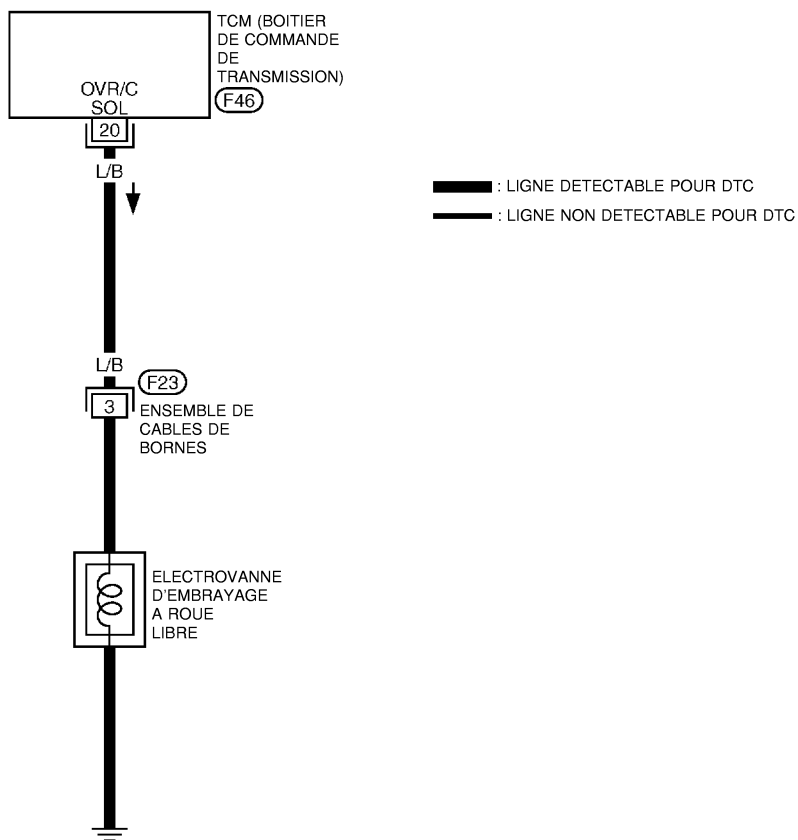 TCM (BOITIER
DE COMMANDE
DE
TRANSMISSION)
F46
OVR/C
SOL
20
L/B
: LIGNE DETECTABLE POUR DTC
: LIGNE NON DETECTABLE POUR DTC
L/B
F23
3
ENSEMBLE DE
CABLES DE
BORNES
ELECTROVANNE
D'EMBRAYAGE
A ROUE
LIBRE